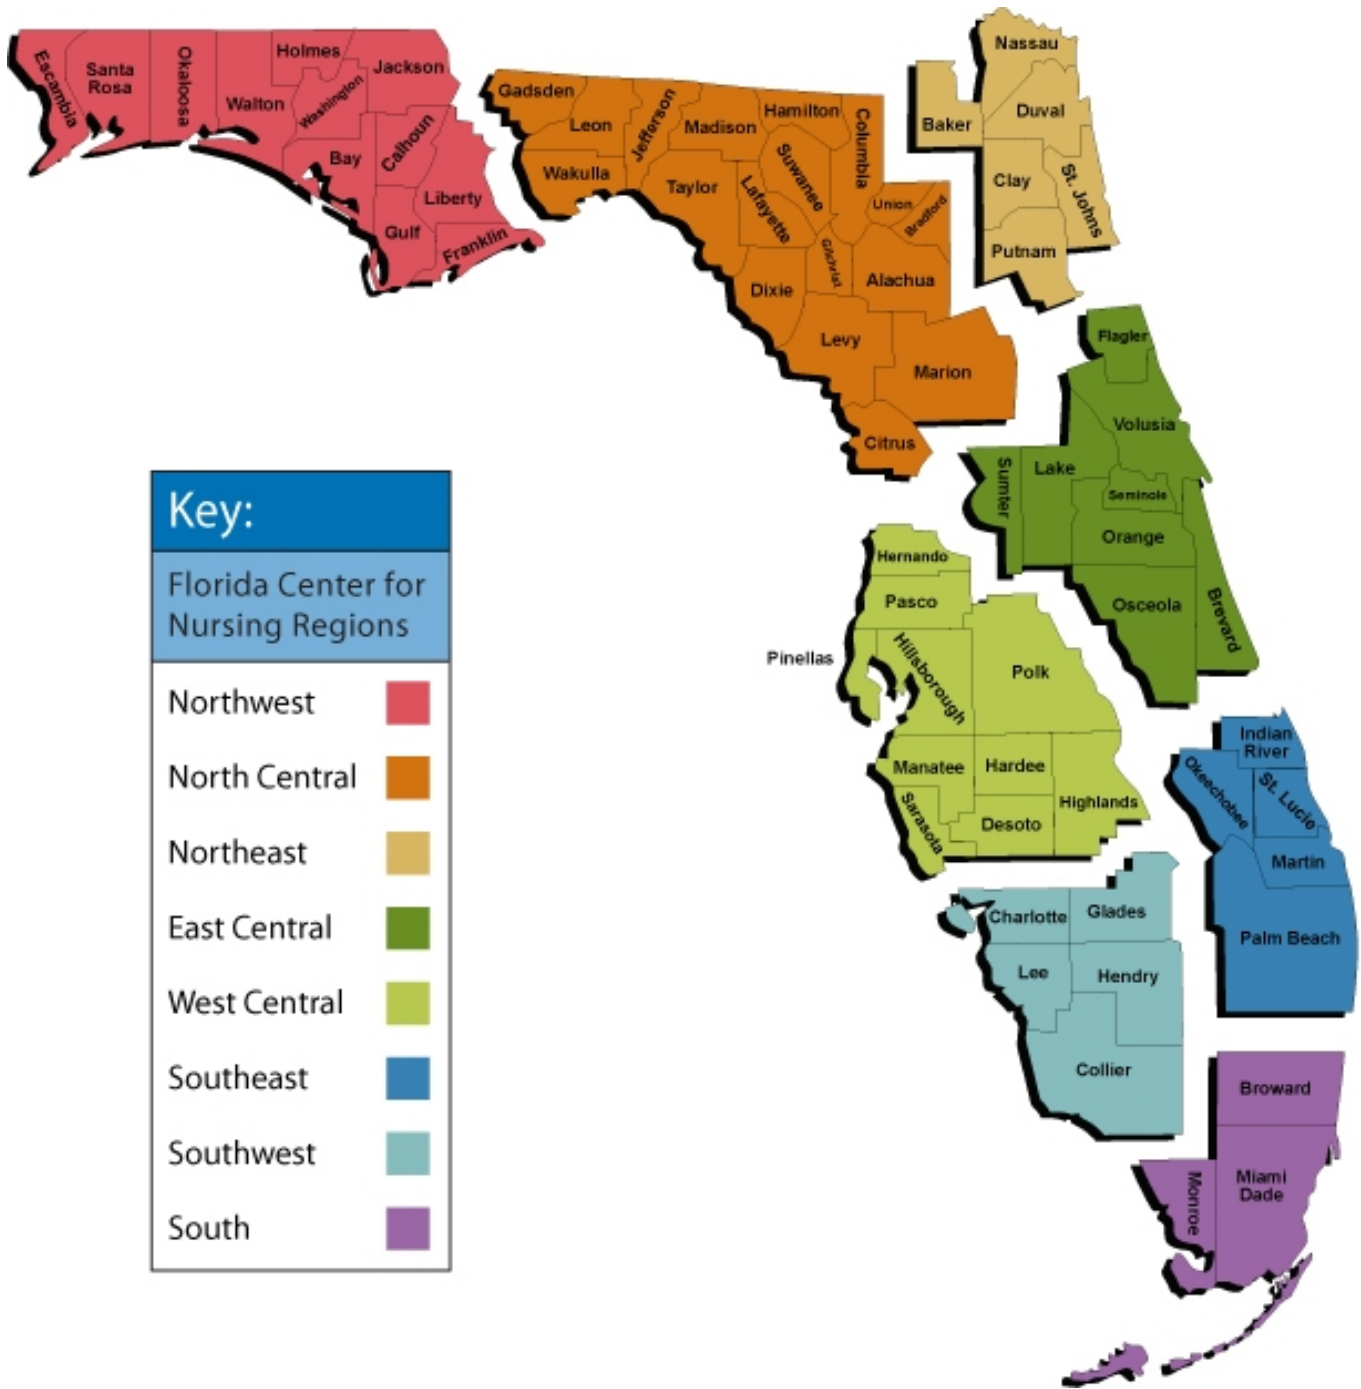 Escambia
Santa
Rosa
Okaloosa
Walton
Holmes
Washington
Jackson
Bay
Calhoun
Liberty
Gulf
Franklin
Gadsden
Leon
Jefferson
Madison
Hamilton
Columbia
Wakulla
Taylor
Lafayette
Suwanee
Union
Bradford
Gilchrist
Alachua
Dixie
Levy
Marion
Citrus
Nassau
Duval
Baker
Clay
St. Johns
Putnam
Flagler
Volusia
Sumter
Lake
Seminole
Orange
Osceola
Brevard
Hernando
Pasco
Pinellas
Hillsborough
Polk
Manatee
Hardee
Highlands
Sarasota
Desoto
Indian
River
Okeechobee
St. Lucie
Martin
Palm Beach
Charlotte
Glades
Lee
Hendry
Collier
Broward
Miami
Dade
Monroe
Key:
Florida Center for
Nursing Regions
Northwest
North Central
Northeast
East Central
West Central
Southeast
Southwest
South